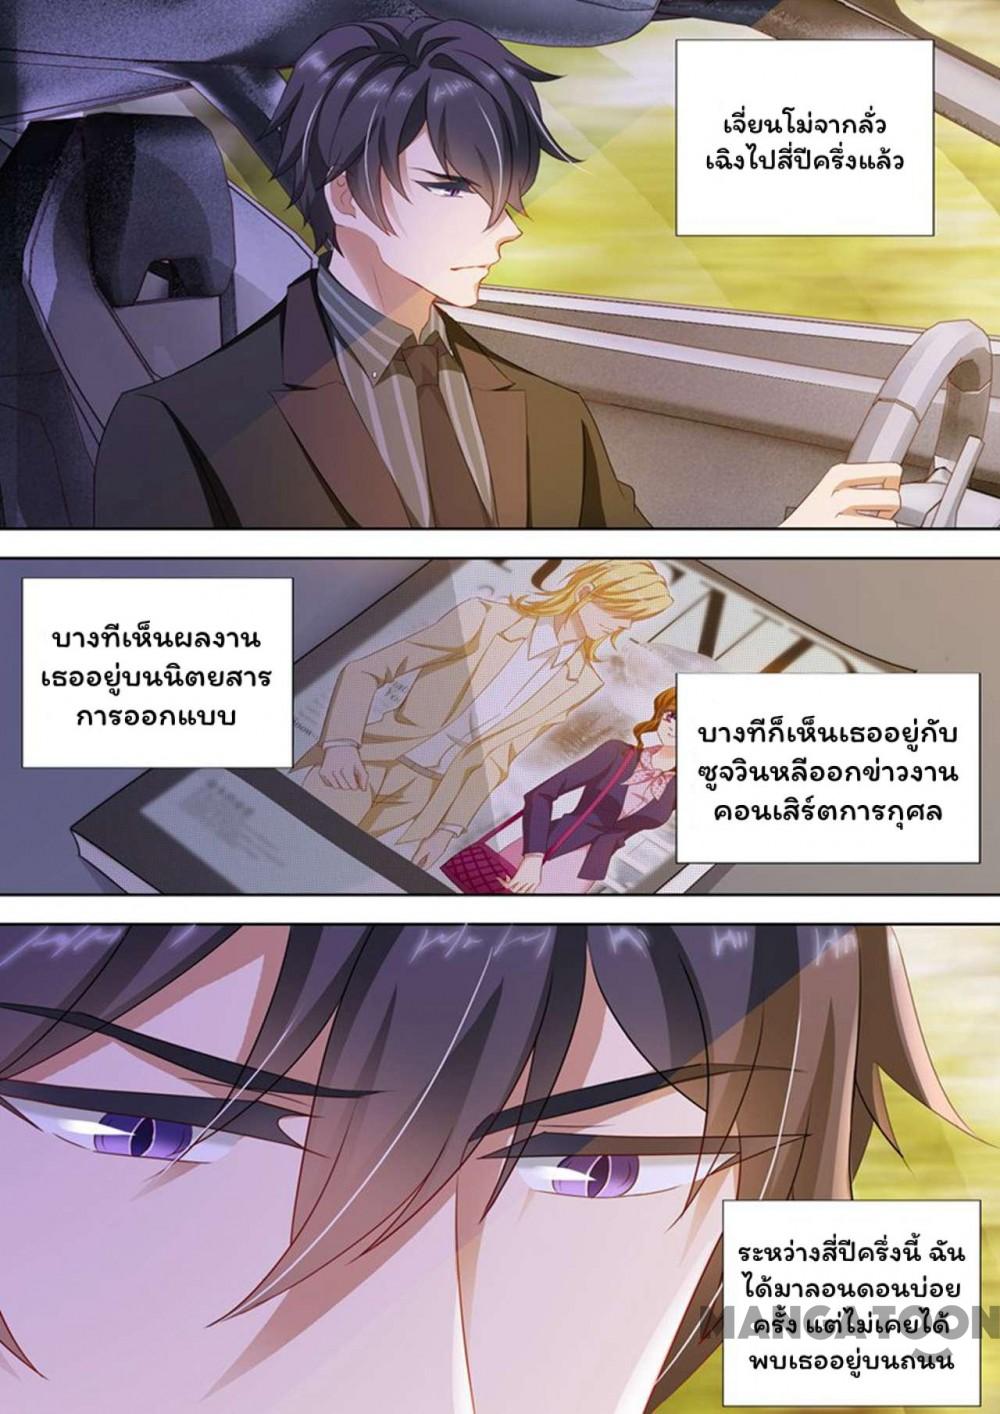 เจี่ยนโม่จากลั่ว
เฉิงไปสี่ปีครึ่งแล้ว
บางทีเห็นผลงาน
เธออยู่บนนิตยสาร
การออกแบบ
บางทีก็เห็นเธออยู่กับ
ซูจวินหลีออกข่าวงาน
คอนเสิร์ตการกุศล
ระหว่างสี่ปีครึ่งนี้ ฉัน
ได้มาลอนดอนบ่อย
ครั้ง แต่ไม่เคยได้
พบเธออยู่บนถนน
MANGATOON